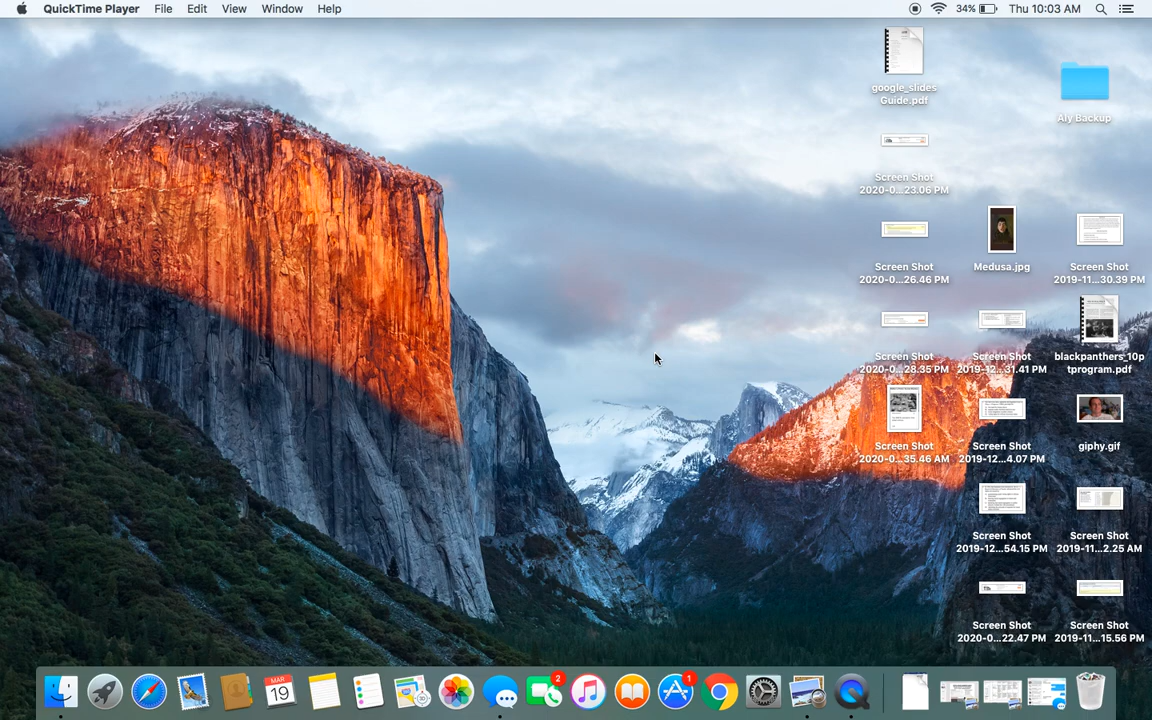 QuickTime Player File Edit View Window Help 34% Thu 10:03 AM
google_slides
Guide.pdf
Aly Backup
Screen Shot
2020-0...23.06 PM
Screen Shot
2020-0...26.46 PM
Medusa.jpg
Screen Shot
2019-11...30.39 PM
Screen Shot
2020-0...28.35 PM
Screen Shot
2019-12...31.41 PM
blackpanthers_10p
tprogram.pdf
Screen Shot
2020-0...35.46 AM
Screen Shot
2019-12...4.07 PM
giphy.gif
Screen Shot
2019-12...54.15 PM
Screen Shot
2019-11...2.25 AM
Screen Shot
2020-0...22.47 PM
Screen Shot
2019-11...15.56 PM
MAR
19
2
1